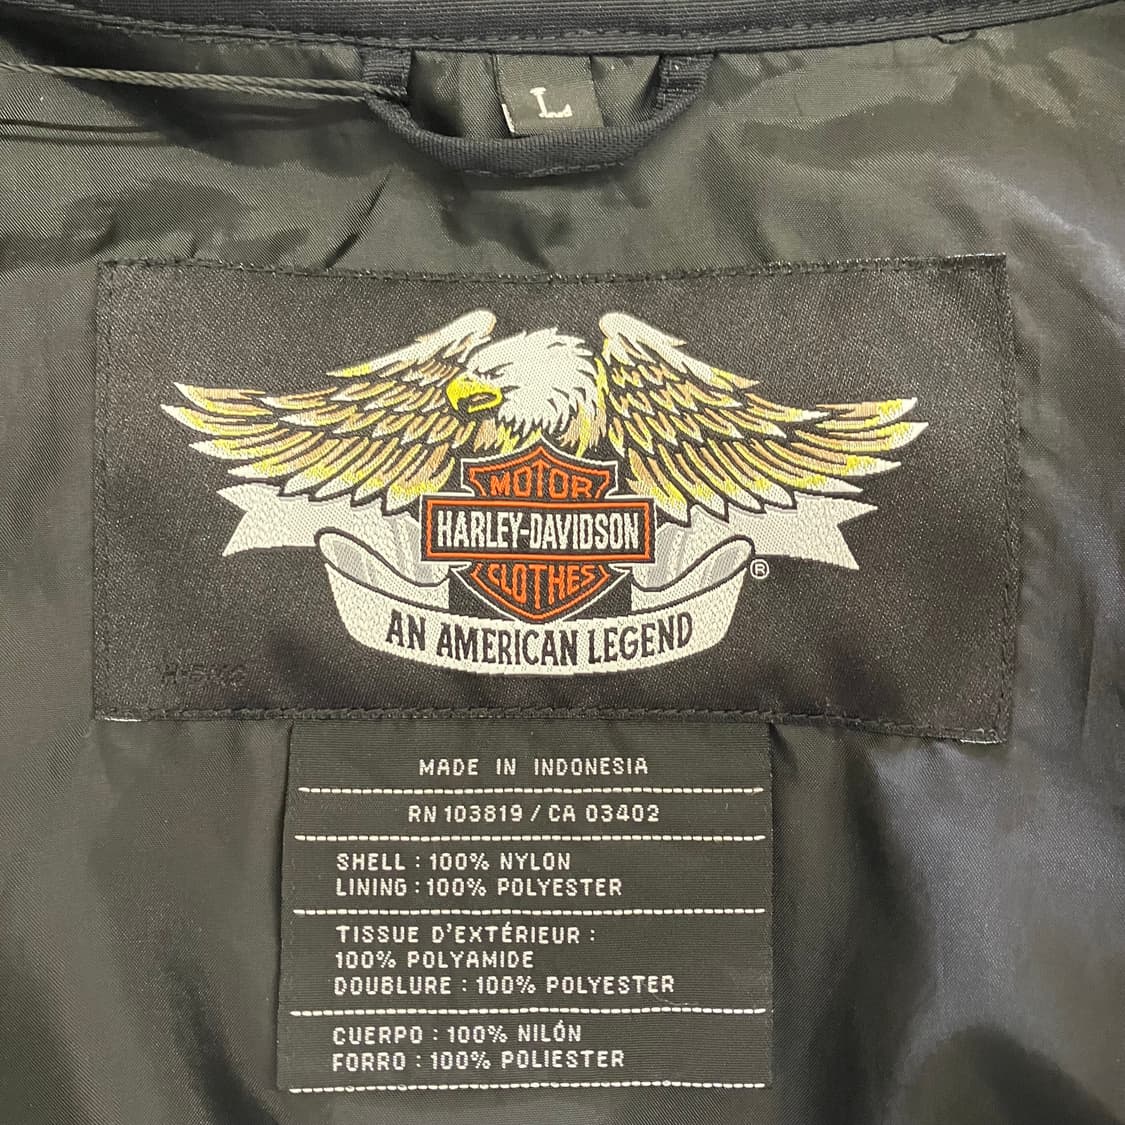 L
MOTOR
HARLEY-DAVIDSON
CLOTHES
®
AN AMERICAN LEGEND
MADE IN INDONESIA
RN 103819 / CA 03402
SHELL : 100% NYLON
LINING : 100% POLYESTER
TISSUE D'EXTÉRIEUR :
100% POLYAMIDE
DOUBLURE : 100% POLYESTER
CUERPO : 100% NILÓN
FORRO : 100% POLIESTER